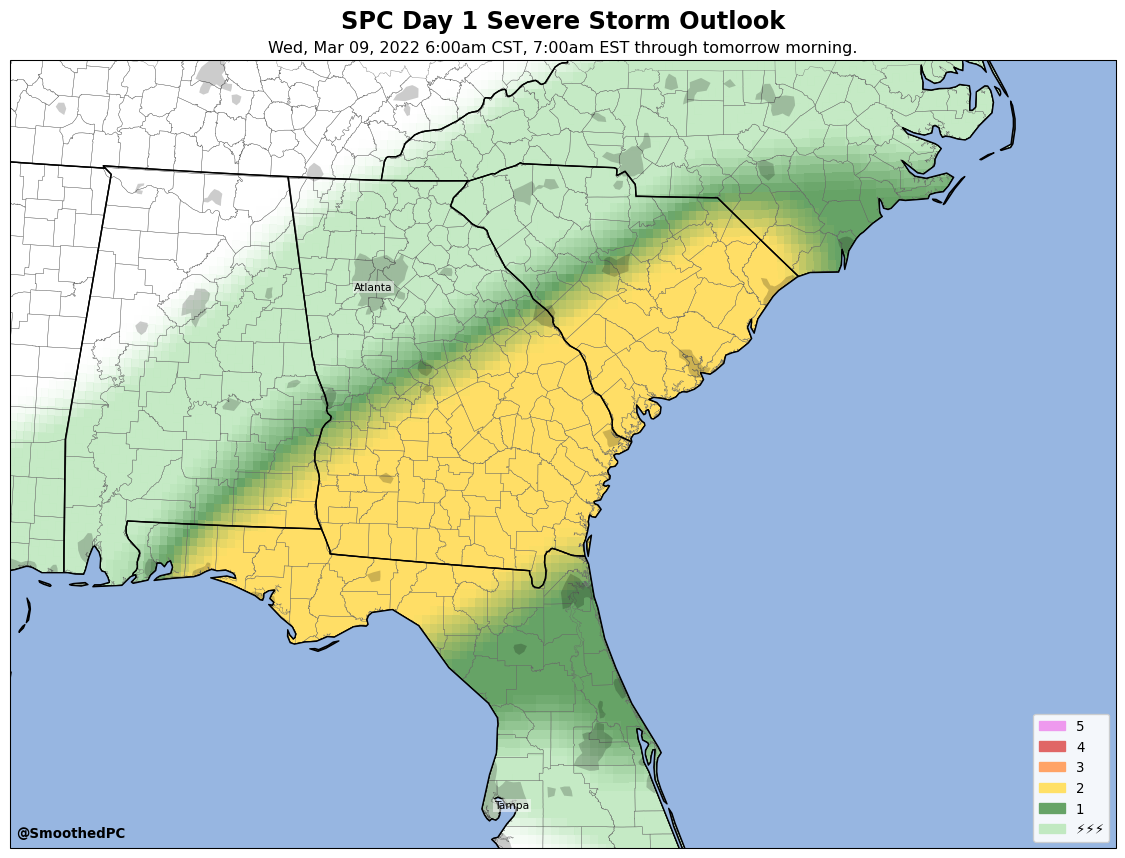 SPC Day 1 Severe Storm Outlook
Wed, Mar 09, 2022 6:00am CST, 7:00am EST through tomorrow morning.
Atlanta
Tampa
5
4
3
2
1
⚡⚡⚡
@SmoothedPC